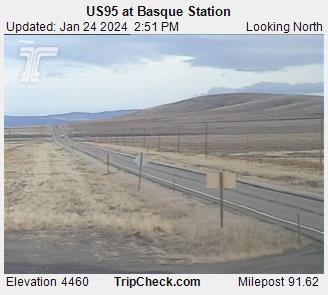 US95 at Basque Station
Updated: Jan 24 2024 2:51 PM Looking North
Elevation 4460 TripCheck.com Milepost 91.62